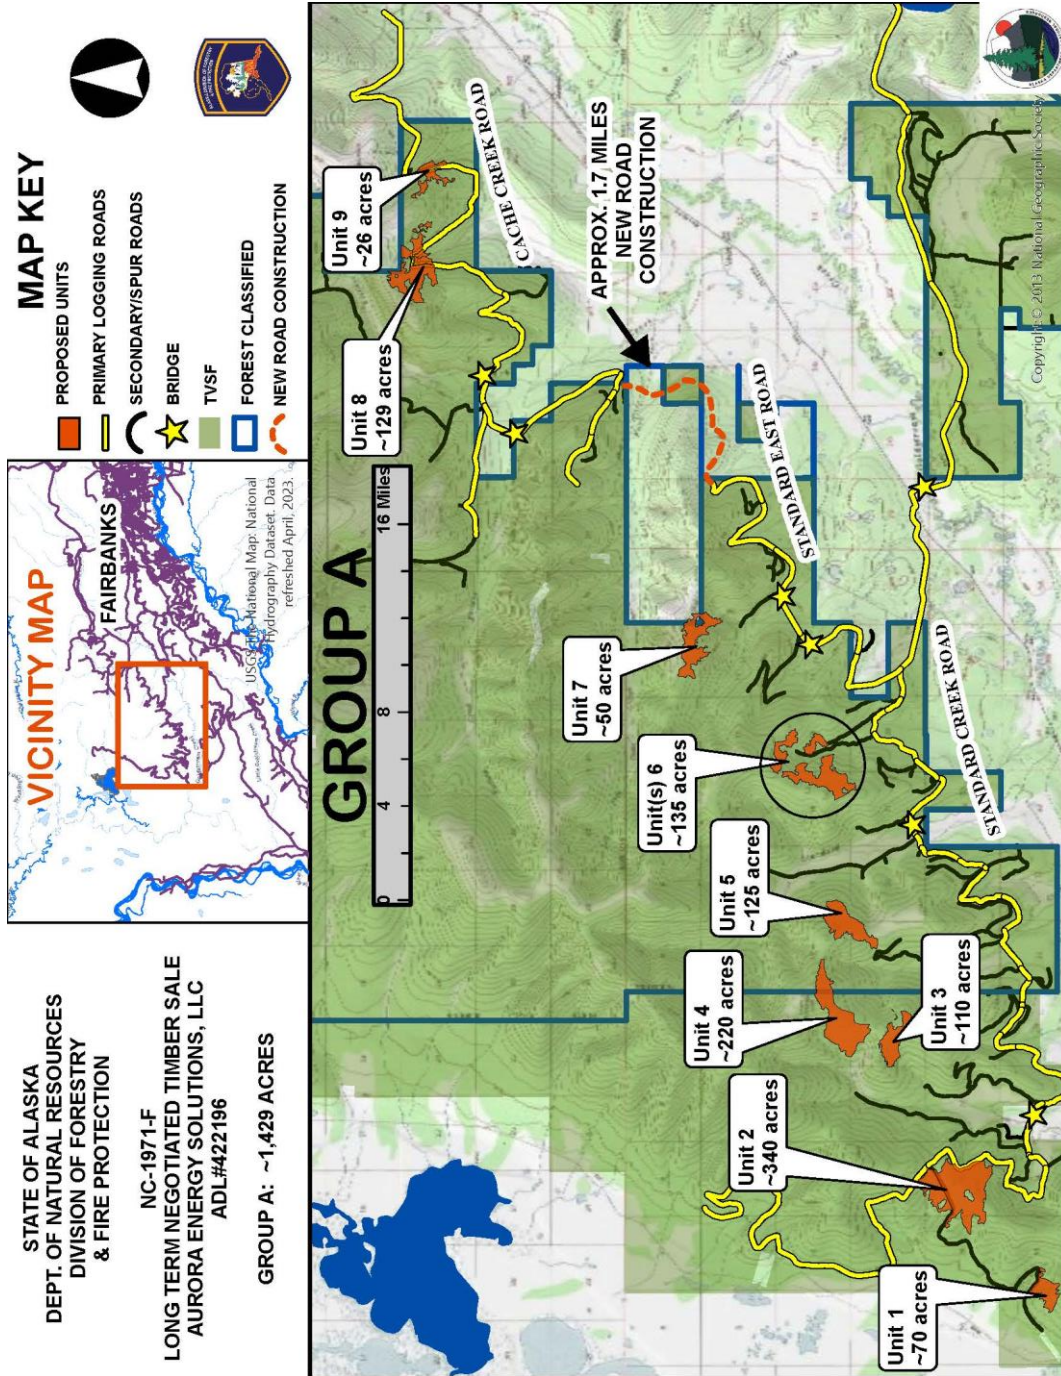 STATE OF ALASKA
DEPT. OF NATURAL RESOURCES
DIVISION OF FORESTRY
& FIRE PROTECTION
NC-1971-F
LONG TERM NEGOTIATED TIMBER SALE
AURORA ENERGY SOLUTIONS, LLC
ADL#422196
GROUP A: ~1,429 ACRES
VICINITY MAP
FAIRBANKS
USGS The National Map: National
Hydrography Dataset. Data
refreshed April, 2023.
MAP KEY
PROPOSED UNITS
PRIMARY LOGGING ROADS
SECONDARY/SPUR ROADS
BRIDGE
TVSF
FOREST CLASSIFIED
NEW ROAD CONSTRUCTION
GROUP A
0 4 8 16 Miles
Unit 9
~26 acres
Unit 8
~129 acres
CACHE CREEK ROAD
APPROX. 1.7 MILES
NEW ROAD
CONSTRUCTION
Unit 7
~50 acres
STANDARD EAST ROAD
Unit(s) 6
~135 acres
Unit 5
~125 acres
Unit 4
~220 acres
Unit 3
~110 acres
STANDARD CREEK ROAD
Unit 2
~340 acres
Unit 1
~70 acres
Copyright:© 2013 National Geographic Society